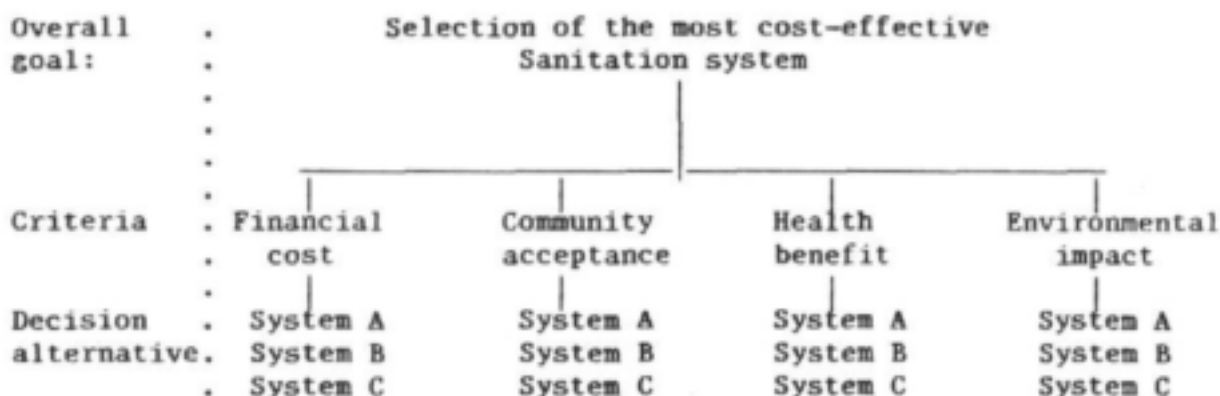 Overall . Selection of the most cost-effective
goal: . Sanitation system
.
.
.
.
Criteria . Financial Community Health Environmental
. cost acceptance benefit impact
.
Decision . System A System A System A System A
alternative. System B System B System B System B
. System C System C System C System C